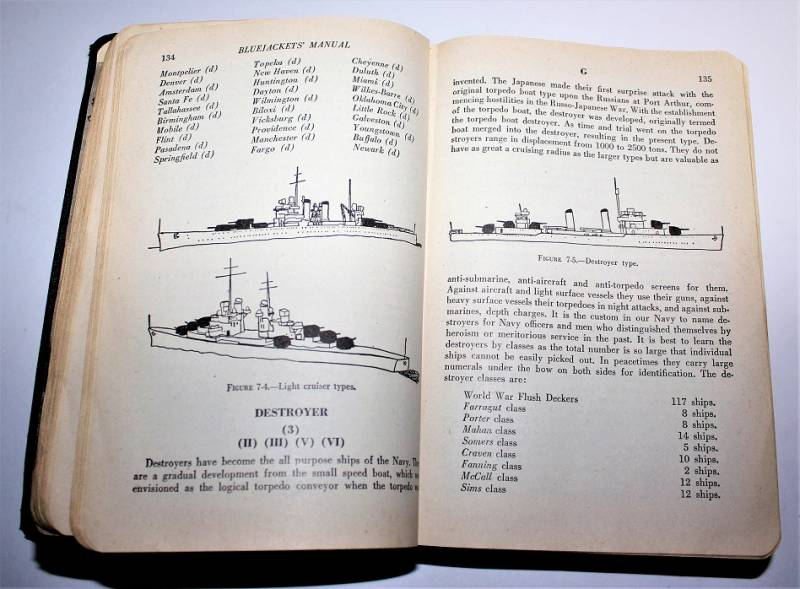 134
BLUEJACKETS' MANUAL
Montpelier (d)
Denver (d)
Amsterdam (d)
Santa Fe (d)
Tallahassee (d)
Birmingham (d)
Mobile (d)
Flint (d)
Pasadena (d)
Springfield (d)
Topeka (d)
New Haven (d)
Huntington (d)
Dayton (d)
Wilmington (d)
Biloxi (d)
Vicksburg (d)
Providence (d)
Manchester (d)
Fargo (d)
Cheyenne (d)
Duluth (d)
Miami (d)
Wilkes-Barre (d)
Oklahoma City (d)
Little Rock (d)
Galveston (d)
Youngstown (d)
Buffalo (d)
Newark (d)
FIGURE 7-4.—Light cruiser types.
DESTROYER
(3)
(II) (III) (V) (VI)
Destroyers have become the all purpose ships of the Navy.
are a gradual development from the small speed boat, which
envisioned as the logical torpedo conveyor when the torpedo
G
135
invented. The Japanese made their first surprise attack with the
original torpedo boat type upon the Russians at Port Arthur, com-
mencing hostilities in the Russo-Japanese War. With the establishment
of the torpedo boat, the destroyer was developed, originally termed
the torpedo boat destroyer. As time and trial went on the torpedo
boat merged into the destroyer, resulting in the present type. De-
stroyers range in displacement from 1000 to 2500 tons. They do not
have as great a cruising radius as the larger types but are valuable as
FIGURE 7-5.—Destroyer type.
anti-submarine, anti-aircraft and anti-torpedo screens for them.
Against aircraft and light surface vessels they use their guns, against
heavy surface vessels their torpedoes in night attacks, and against sub-
marines, depth charges. It is the custom in our Navy to name de-
stroyers for Navy officers and men who distinguished themselves by
heroism or meritorious service in the past. It is best to learn the
destroyers by classes as the total number is so large that individual
ships cannot be easily picked out. In peacetimes they carry large
numerals under the bow on both sides for identification. The de-
stroyer classes are:
World War Flush Deckers 117 ships.
Farragut class 8 ships.
Porter class 8 ships.
Mahan class 14 ships.
Somers class 5 ships.
Craven class 10 ships.
Fanning class 2 ships.
McCall class 12 ships.
Sims class 12 ships.